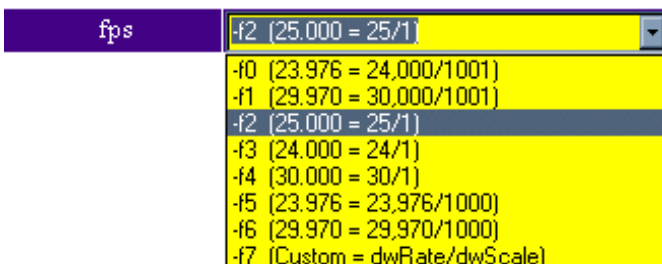 fps
-f2 (25.000 = 25/1)
-f0 (23.976 = 24,000/1001)
-f1 (29.970 = 30,000/1001)
-f2 (25.000 = 25/1)
-f3 (24.000 = 24/1)
-f4 (30.000 = 30/1)
-f5 (23.976 = 23,976/1000)
-f6 (29.970 = 29,970/1000)
-f7 (Custom = dwRate/dwScale)